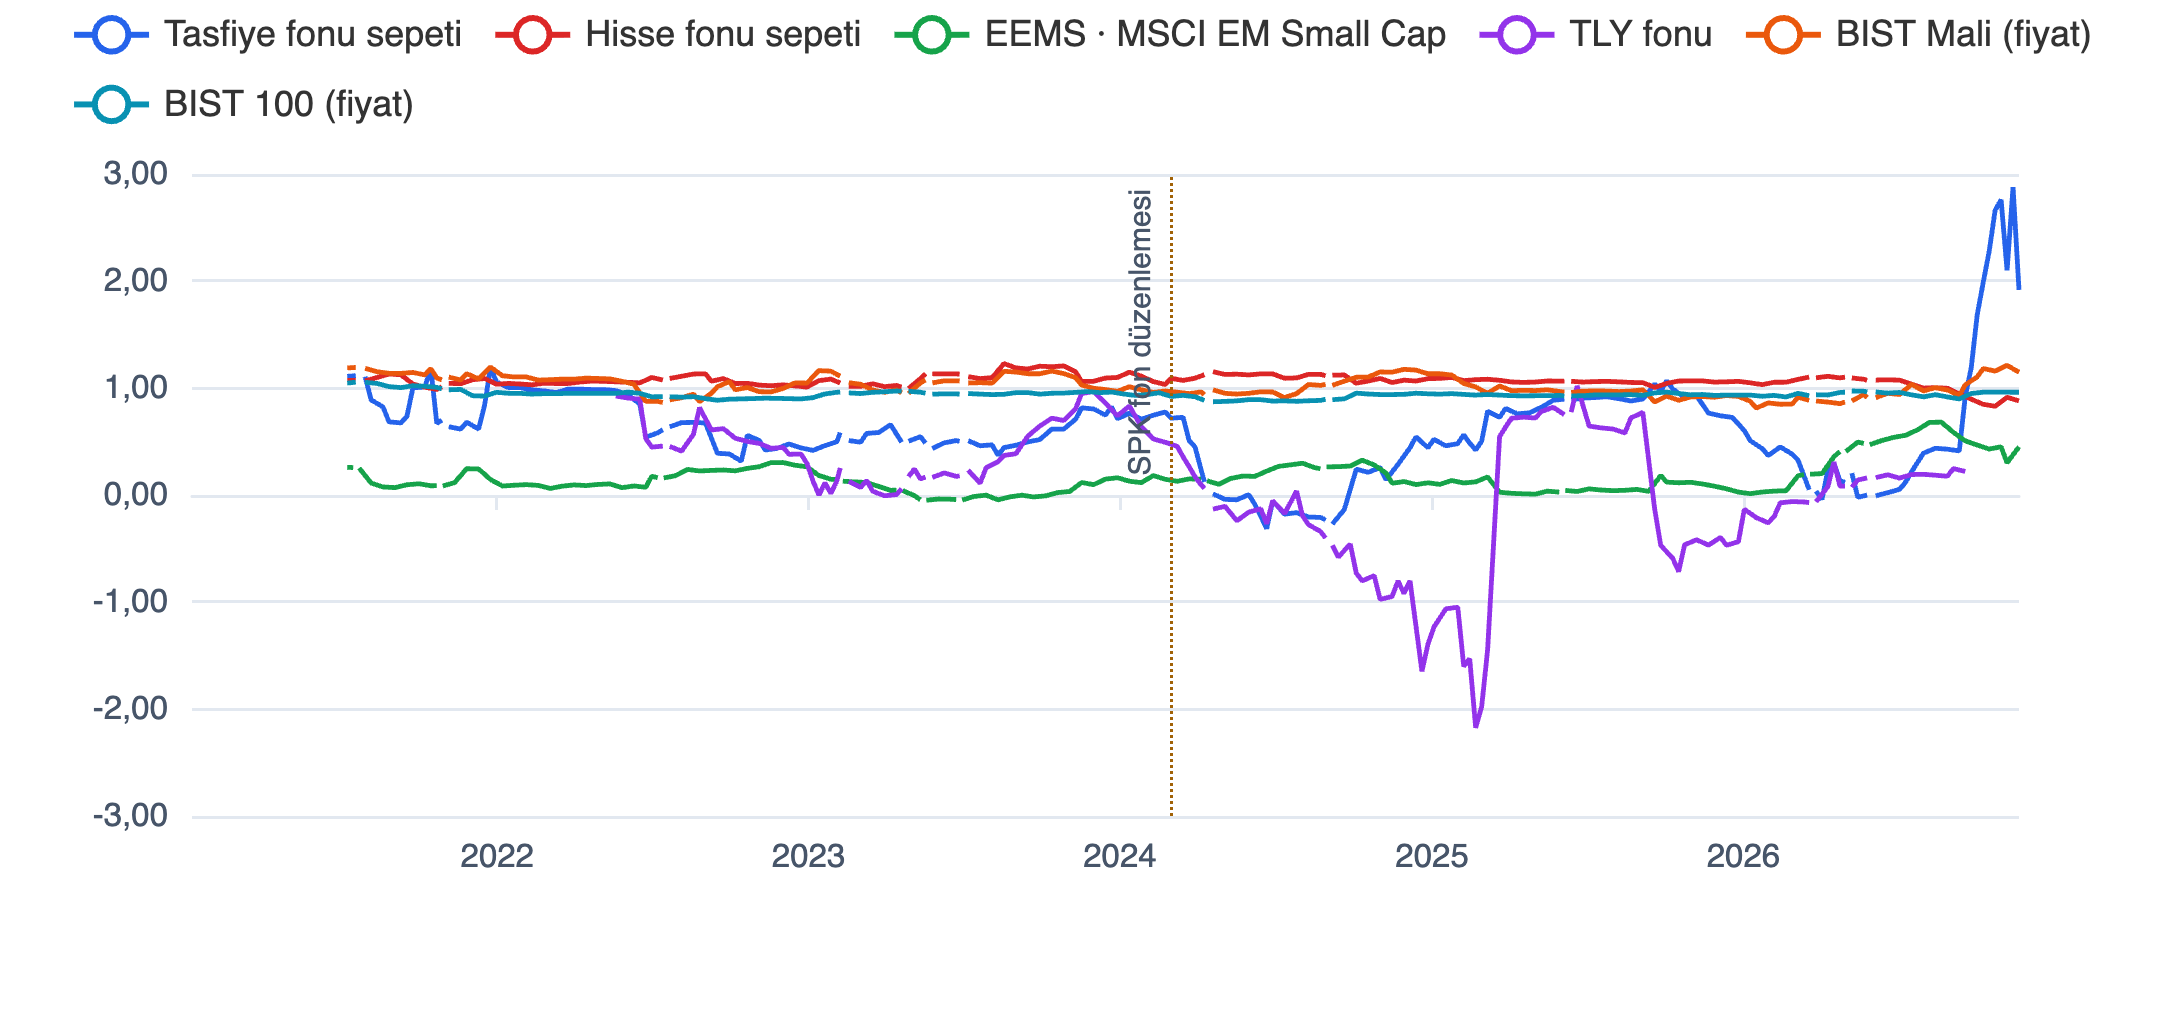 Tasfiye fonu sepeti Hisse fonu sepeti EEMS · MSCI EM Small Cap TLY fonu BIST Mali (fiyat)
BIST 100 (fiyat)
3,00
2,00
1,00
0,00
-1,00
-2,00
-3,00
SPK fon düzenlemesi
2022 2023 2024 2025 2026